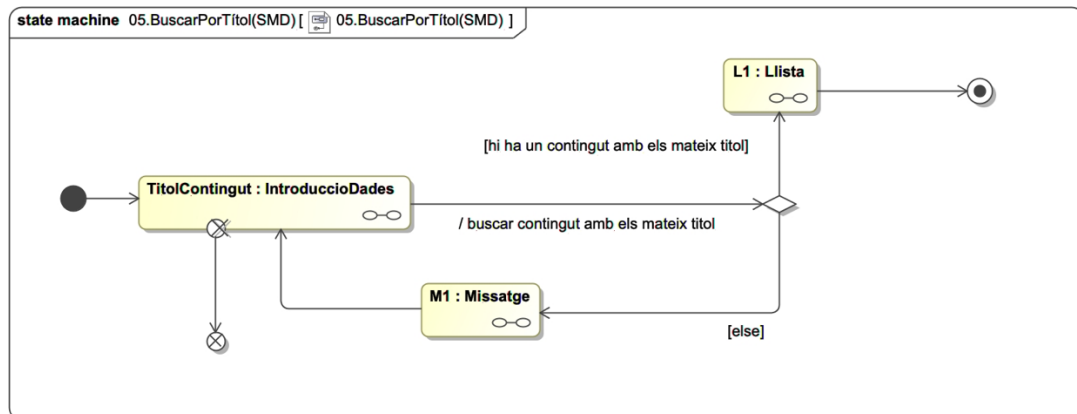 state machine 05.BuscarPorTítol(SMD) [ 05.BuscarPorTítol(SMD) ]
L1 : Llista
[hi ha un contingut amb els mateix titol]
TitolContingut : IntroduccioDades
/ buscar contingut amb els mateix titol
M1 : Missatge
[else]